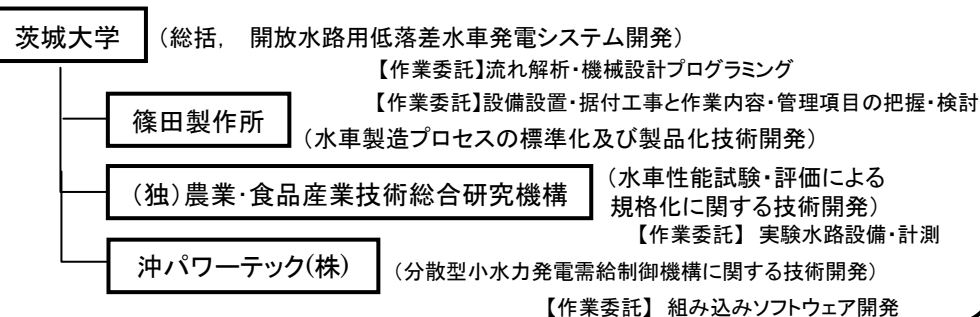 茨城大学 (総括, 開放水路用低落差水車発電システム開発)
【作業委託】流れ解析・機械設計プログラミング
【作業委託】設備設置・据付工事と作業内容・管理項目の把握・検討
篠田製作所
(水車製造プロセスの標準化及び製品化技術開発)
(独)農業・食品産業技術総合研究機構
(水車性能試験・評価による
規格化に関する技術開発)
【作業委託】 実験水路設備・計測
沖パワーテック(株)
(分散型小水力発電需給制御機構に関する技術開発)
【作業委託】 組み込みソフトウェア開発